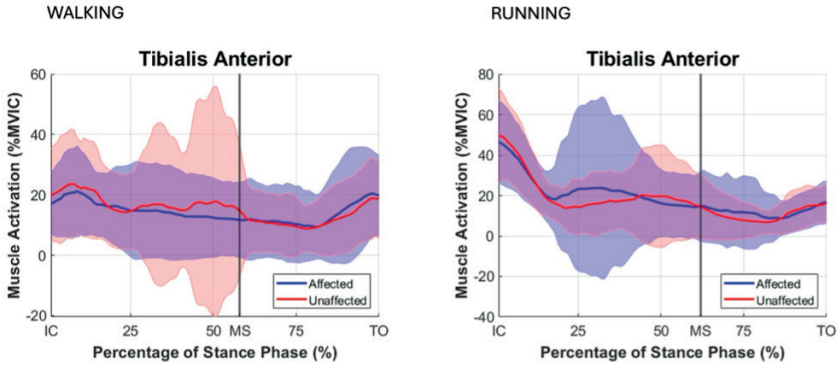 WALKING
RUNNING
Tibialis Anterior
Muscle Activation (%MVIC)
60
40
20
0
-20
IC
25
50
MS
75
TO
Percentage of Stance Phase (%)
Affected
Unaffected
Tibialis Anterior
Muscle Activation (%MVIC)
80
60
40
20
0
-20
-40
IC
25
50
MS
75
TO
Percentage of Stance Phase (%)
Affected
Unaffected